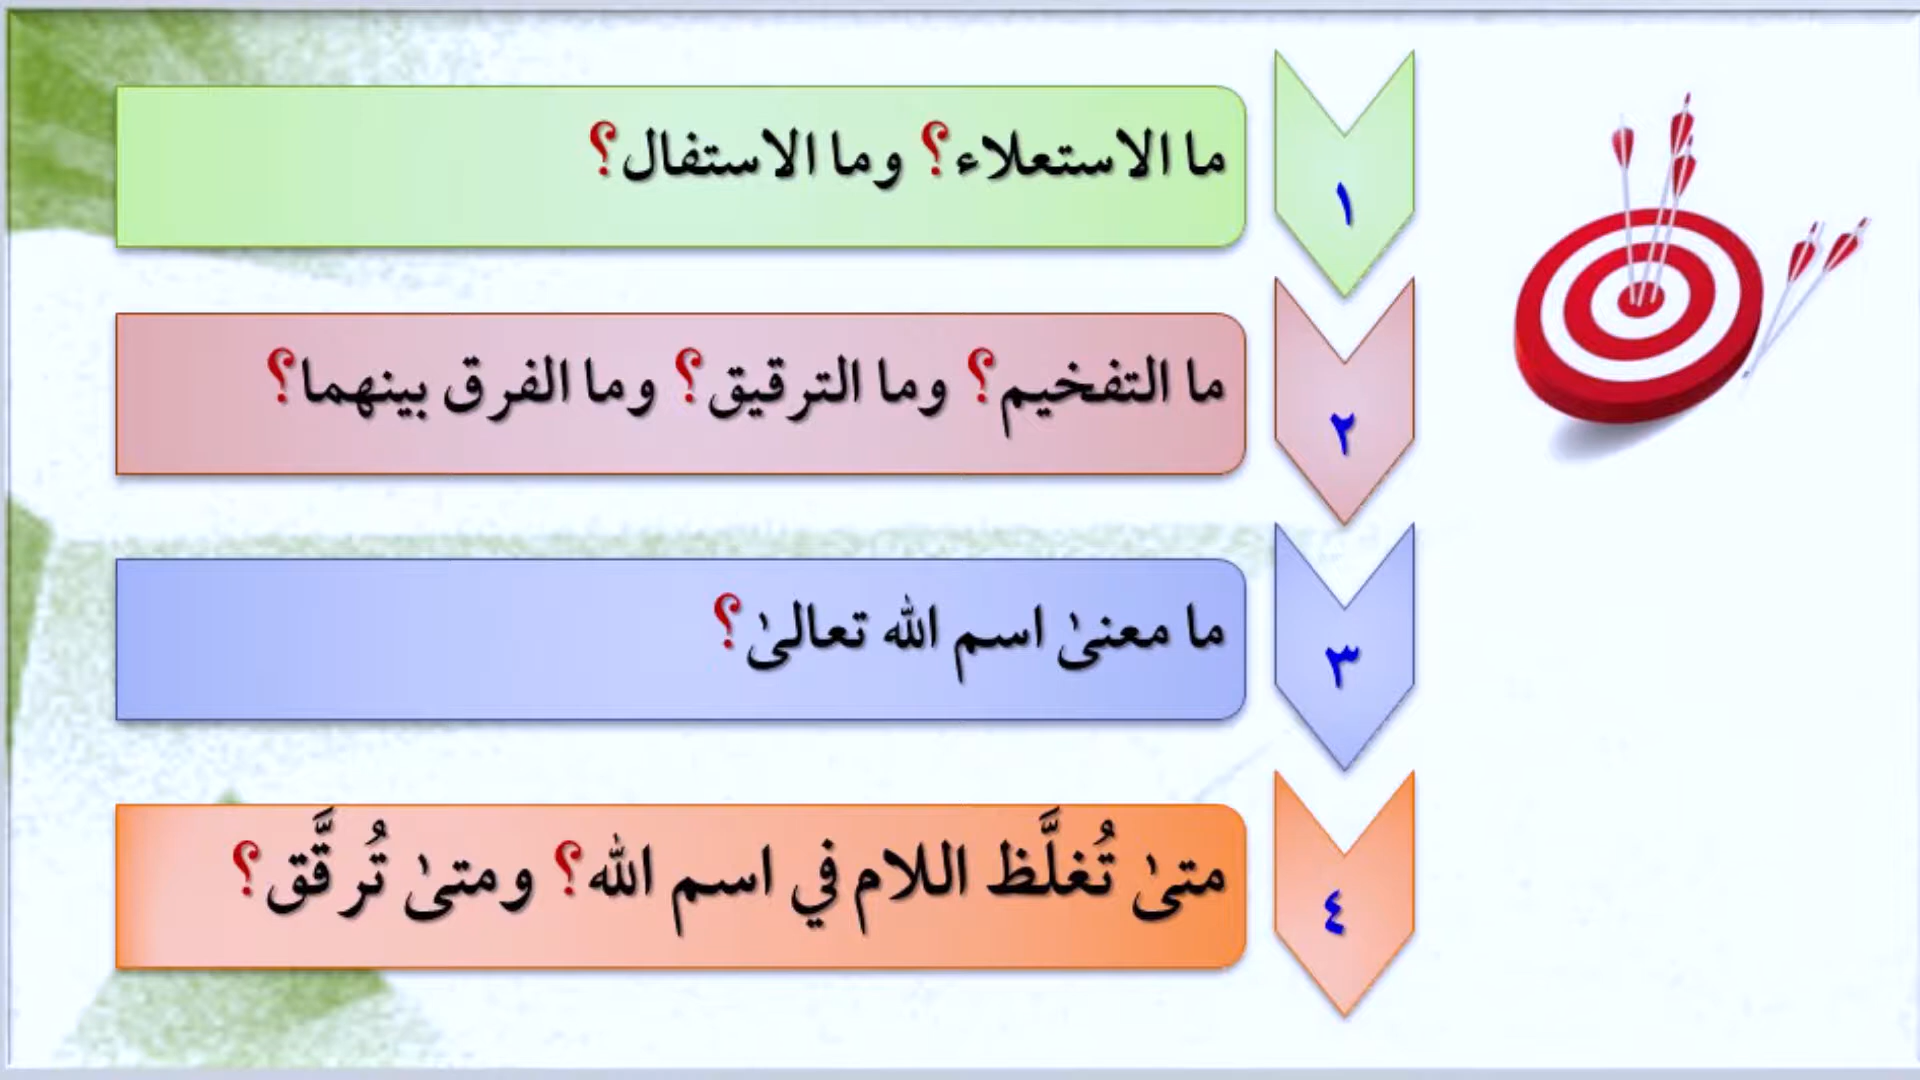 ١
ما الاستعلاء؟ وما الاستفال؟
٢
ما التفخيم؟ وما الترقيق؟ وما الفرق بينهما؟
٣
ما معنىٰ اسم الله تعالىٰ؟
٤
متىٰ تُغلَّظ اللام في اسم الله؟ ومتىٰ تُرقَّق؟